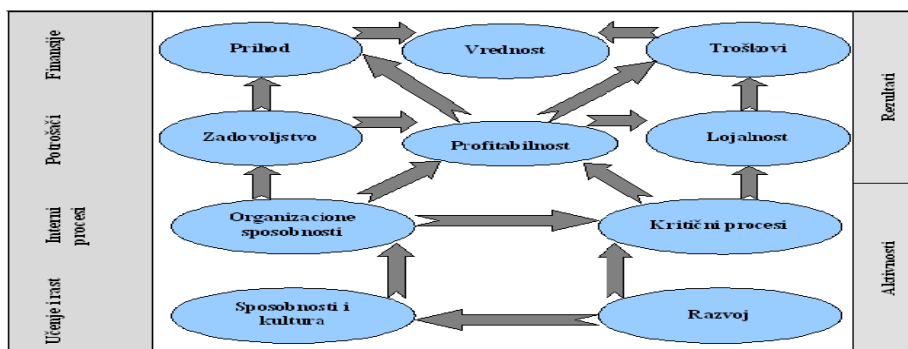 Finansije
Prihod
Vrednost
Troškovi
Rezultati
Potrošači
Zadovoljstvo
Profitabilnost
Lojalnost
Interni
procesi
Organizacione
sposobnosti
Kritični procesi
Aktivnosti
Učenje i rast
Sposobnosti i
kultura
Razvoj